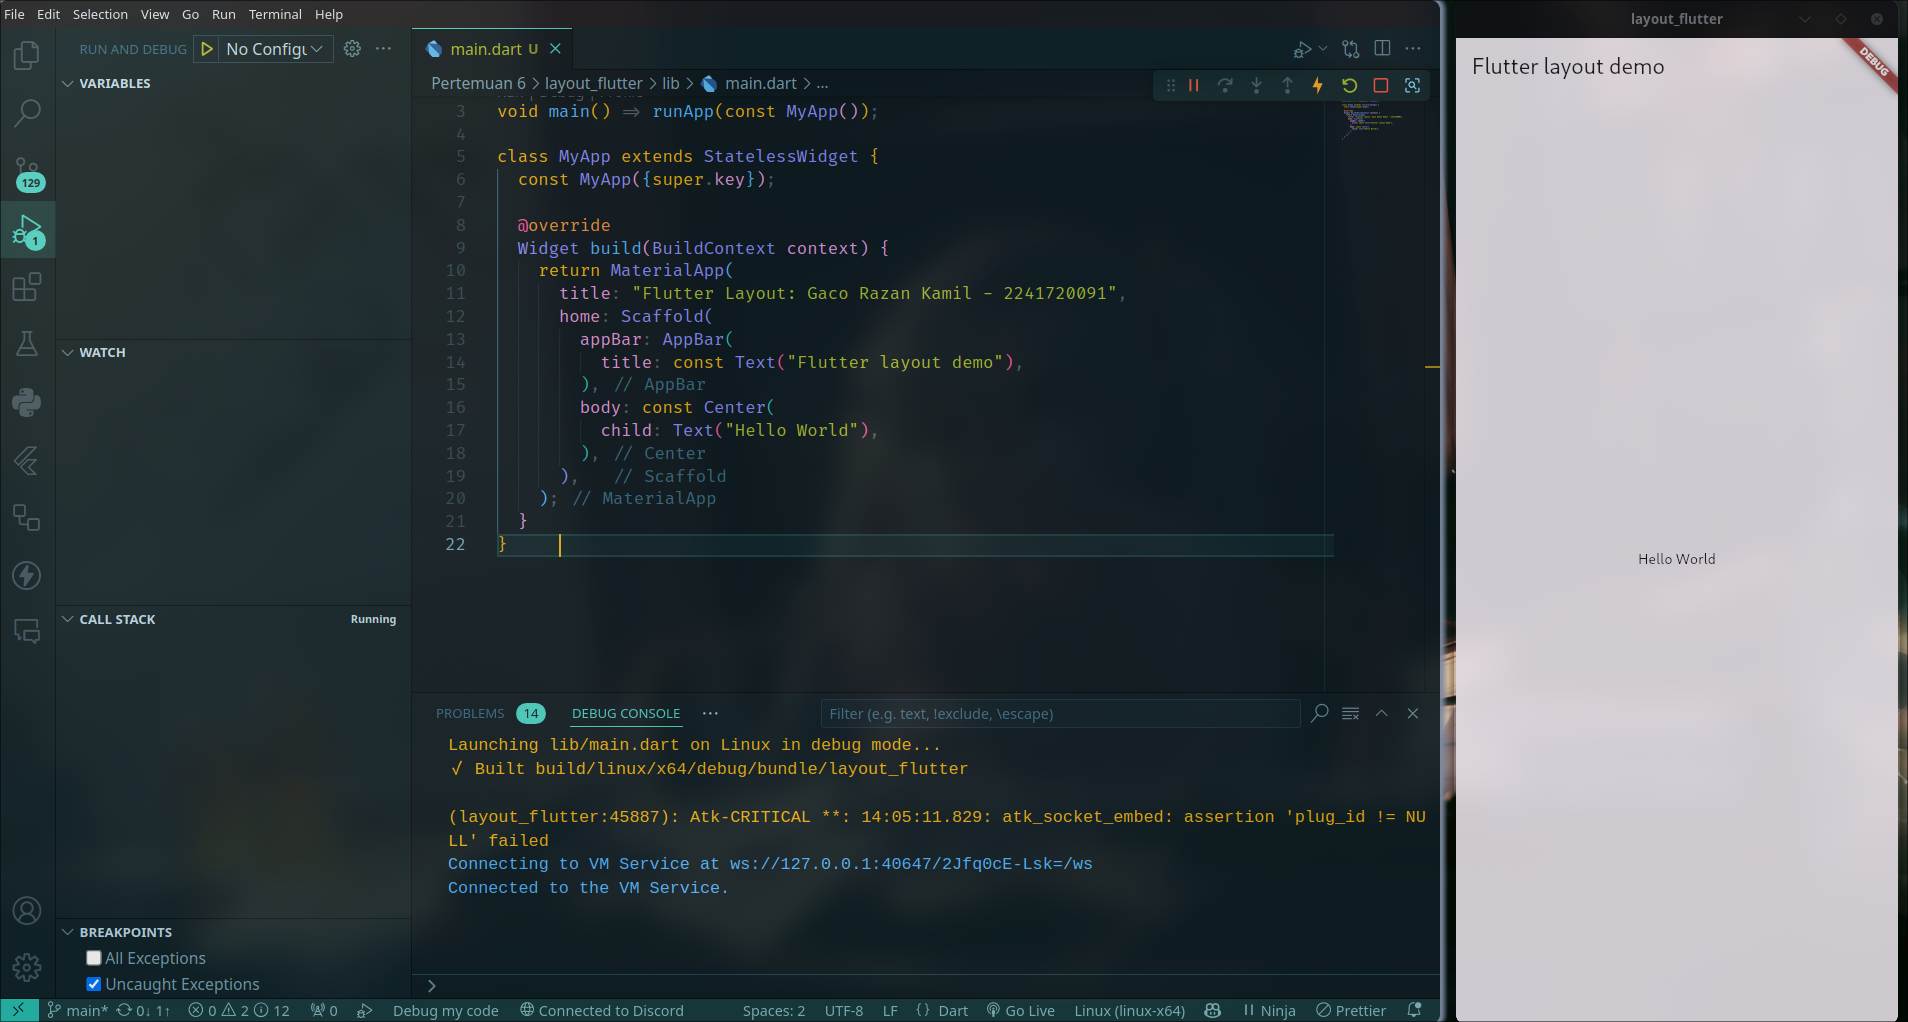 File Edit Selection View Go Run Terminal Help
layout_flutter
RUN AND DEBUG No Configu
main.dart U
Flutter layout demo
DEBUG
VARIABLES
Pertemuan 6 > layout_flutter > lib > main.dart > ...
3 void main() => runApp(const MyApp());
4
5 class MyApp extends StatelessWidget {
6 const MyApp({super.key});
7
8 @override
9 Widget build(BuildContext context) {
10 return MaterialApp(
11 title: "Flutter Layout: Gaco Razan Kamil - 2241720091",
12 home: Scaffold(
13 appBar: AppBar(
14 title: const Text("Flutter layout demo"),
15 ), // AppBar
16 body: const Center(
17 child: Text("Hello World"),
18 ), // Center
19 ), // Scaffold
20 ); // MaterialApp
21 }
22 }
129
1
WATCH
Hello World
CALL STACK Running
PROBLEMS 14 DEBUG CONSOLE ... Filter (e.g. text, !exclude, \escape)
Launching lib/main.dart on Linux in debug mode...
√ Built build/linux/x64/debug/bundle/layout_flutter
(layout_flutter:45887): Atk-CRITICAL **: 14:05:11.829: atk_socket_embed: assertion 'plug_id != NU
LL' failed
Connecting to VM Service at ws://127.0.0.1:40647/2Jfq0cE-Lsk=/ws
Connected to the VM Service.
BREAKPOINTS
All Exceptions
Uncaught Exceptions
>
main* 0↓ 1↑ 0 2 12 0 Debug my code Connected to Discord Spaces: 2 UTF-8 LF {} Dart Go Live Linux (linux-x64) Ninja Prettier